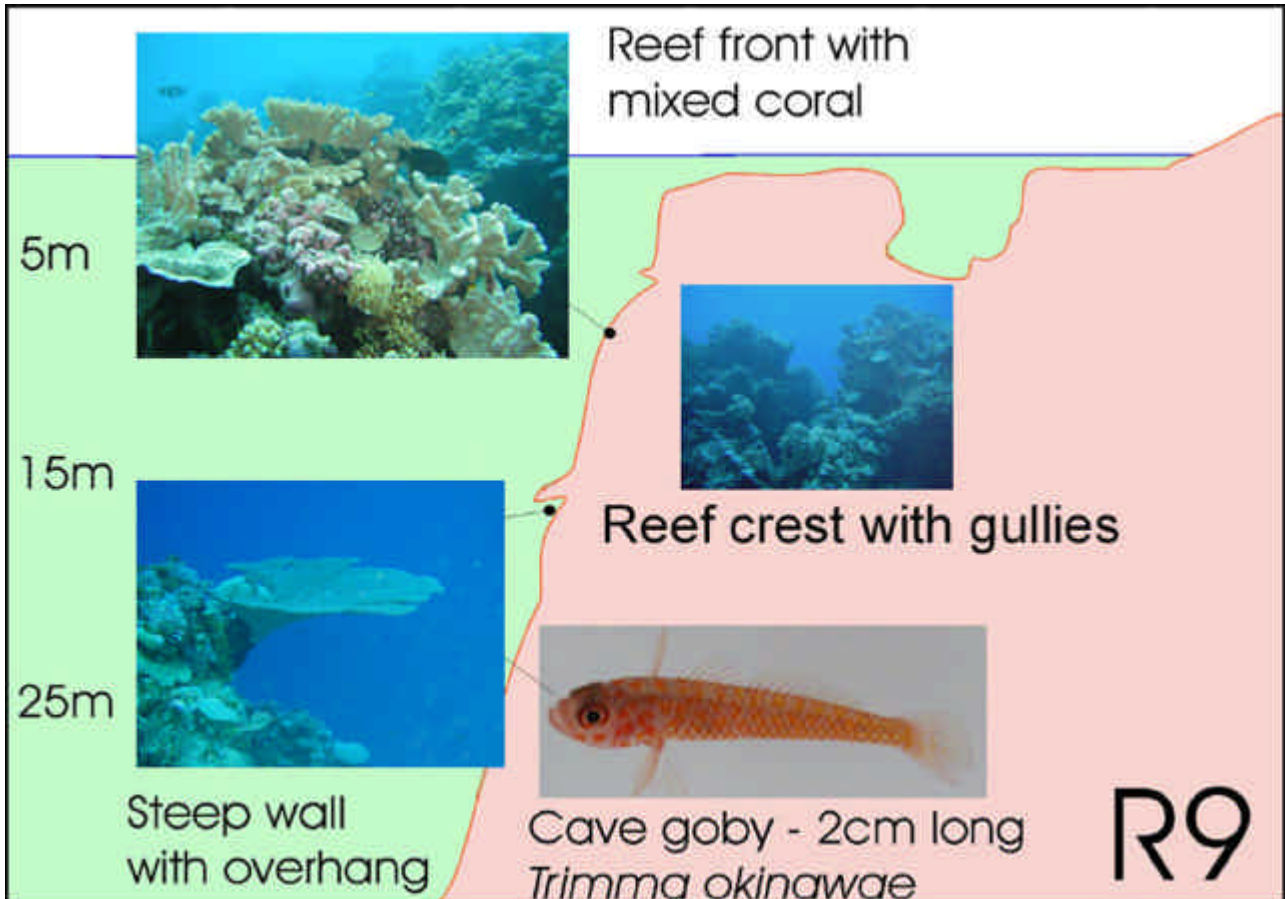 Reef front with
mixed coral
5m
15m
Reef crest with gullies
25m
Steep wall
with overhang
Cave goby - 2cm long
Trimma okinawae
R9